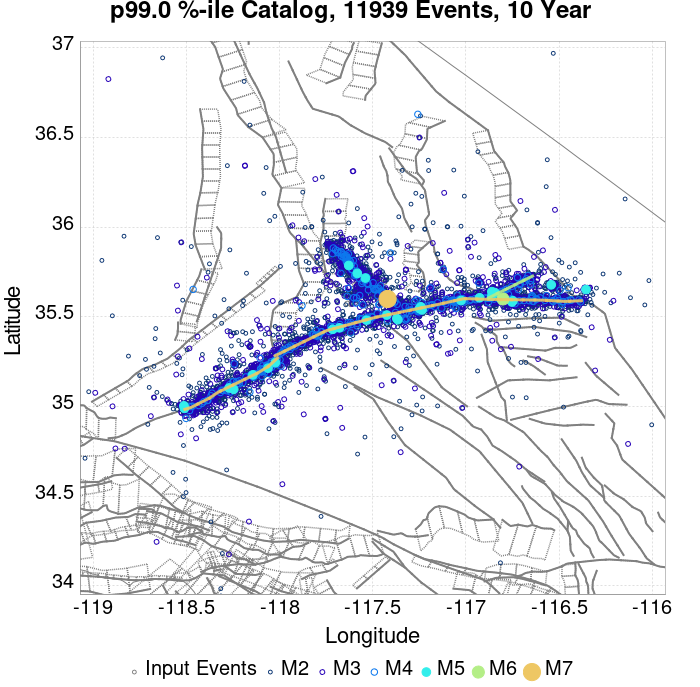 p99.0 %-ile Catalog, 11939 Events, 10 Year
37
36.5
36
35.5
35
34.5
34
Latitude
-119 -118.5 -118 -117.5 -117 -116.5 -116
Longitude
Input Events M2 M3 M4 M5 M6 M7